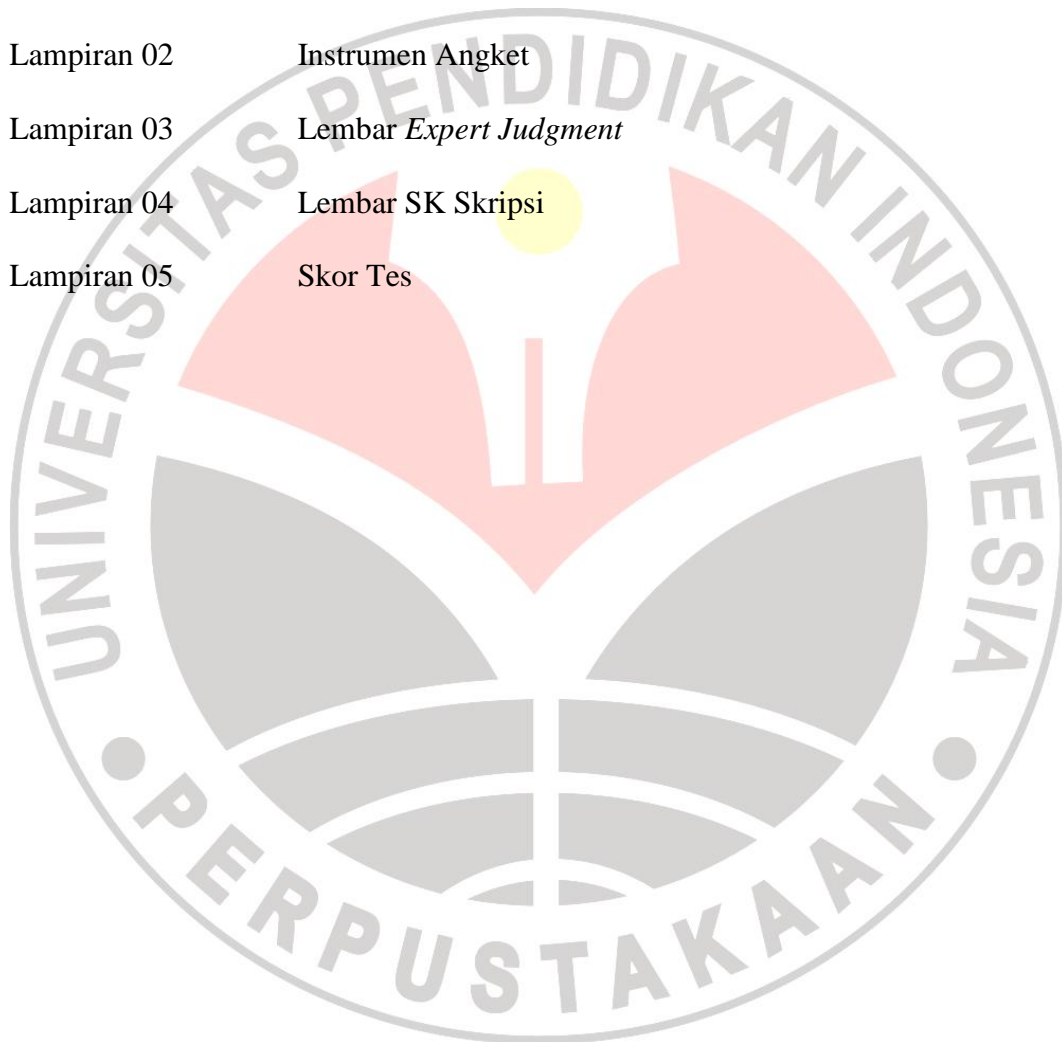 Lampiran 02 Instrumen Angket
Lampiran 03 Lembar Expert Judgment
Lampiran 04 Lembar SK Skripsi
Lampiran 05 Skor Tes
UNIVERSITAS PENDIDIKAN INDONESIA
PERPUSTAKAAN